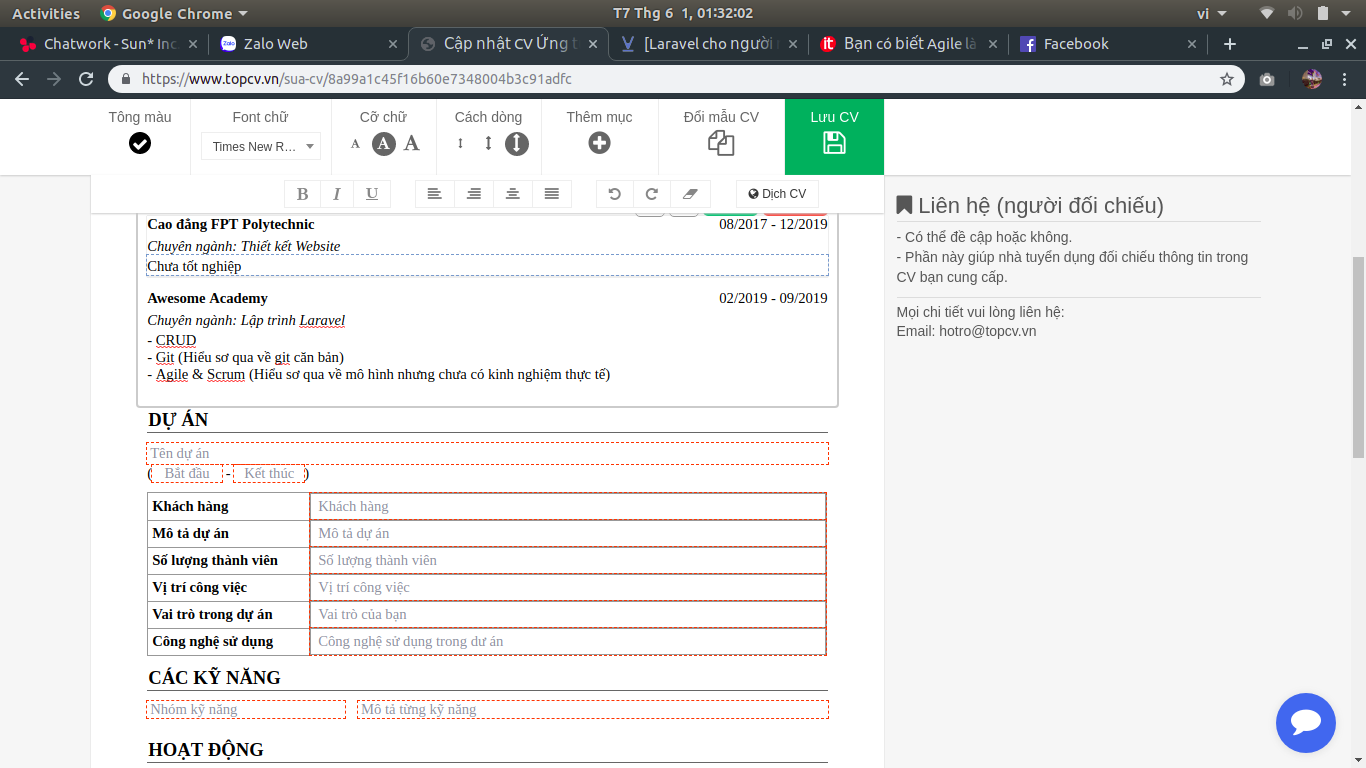 Activities Google Chrome T7 Thg 6 1, 01:32:02 vi
Chatwork - Sun* Inc. Zalo Web Cập nhật CV Ứng t [Laravel cho người Bạn có biết Agile là Facebook
https://www.topcv.vn/sua-cv/8a99a1c45f16b60e7348004b3c91adfc
Tông màu Font chữ Cỡ chữ Cách dòng Thêm mục Đổi mẫu CV Lưu CV
Times New R... A A A
B I U Dịch CV
Cao đẳng FPT Polytechnic 08/2017 - 12/2019
Chuyên ngành: Thiết kết Website
Chưa tốt nghiệp
Awesome Academy 02/2019 - 09/2019
Chuyên ngành: Lập trình Laravel
- CRUD
- Git (Hiểu sơ qua về git căn bản)
- Agile & Scrum (Hiểu sơ qua về mô hình nhưng chưa có kinh nghiệm thực tế)
DỰ ÁN
Tên dự án
( Bắt đầu - Kết thúc )
Khách hàng Khách hàng
Mô tả dự án Mô tả dự án
Số lượng thành viên Số lượng thành viên
Vị trí công việc Vị trí công việc
Vai trò trong dự án Vai trò của bạn
Công nghệ sử dụng Công nghệ sử dụng trong dư án
CÁC KỸ NĂNG
Nhóm kỹ năng Mô tả từng kỹ năng
HOẠT ĐỘNG
Liên hệ (người đối chiếu)
- Có thể đề cập hoặc không.
- Phần này giúp nhà tuyển dụng đối chiếu thông tin trong
CV bạn cung cấp.
Mọi chi tiết vui lòng liên hệ:
Email: hotro@topcv.vn